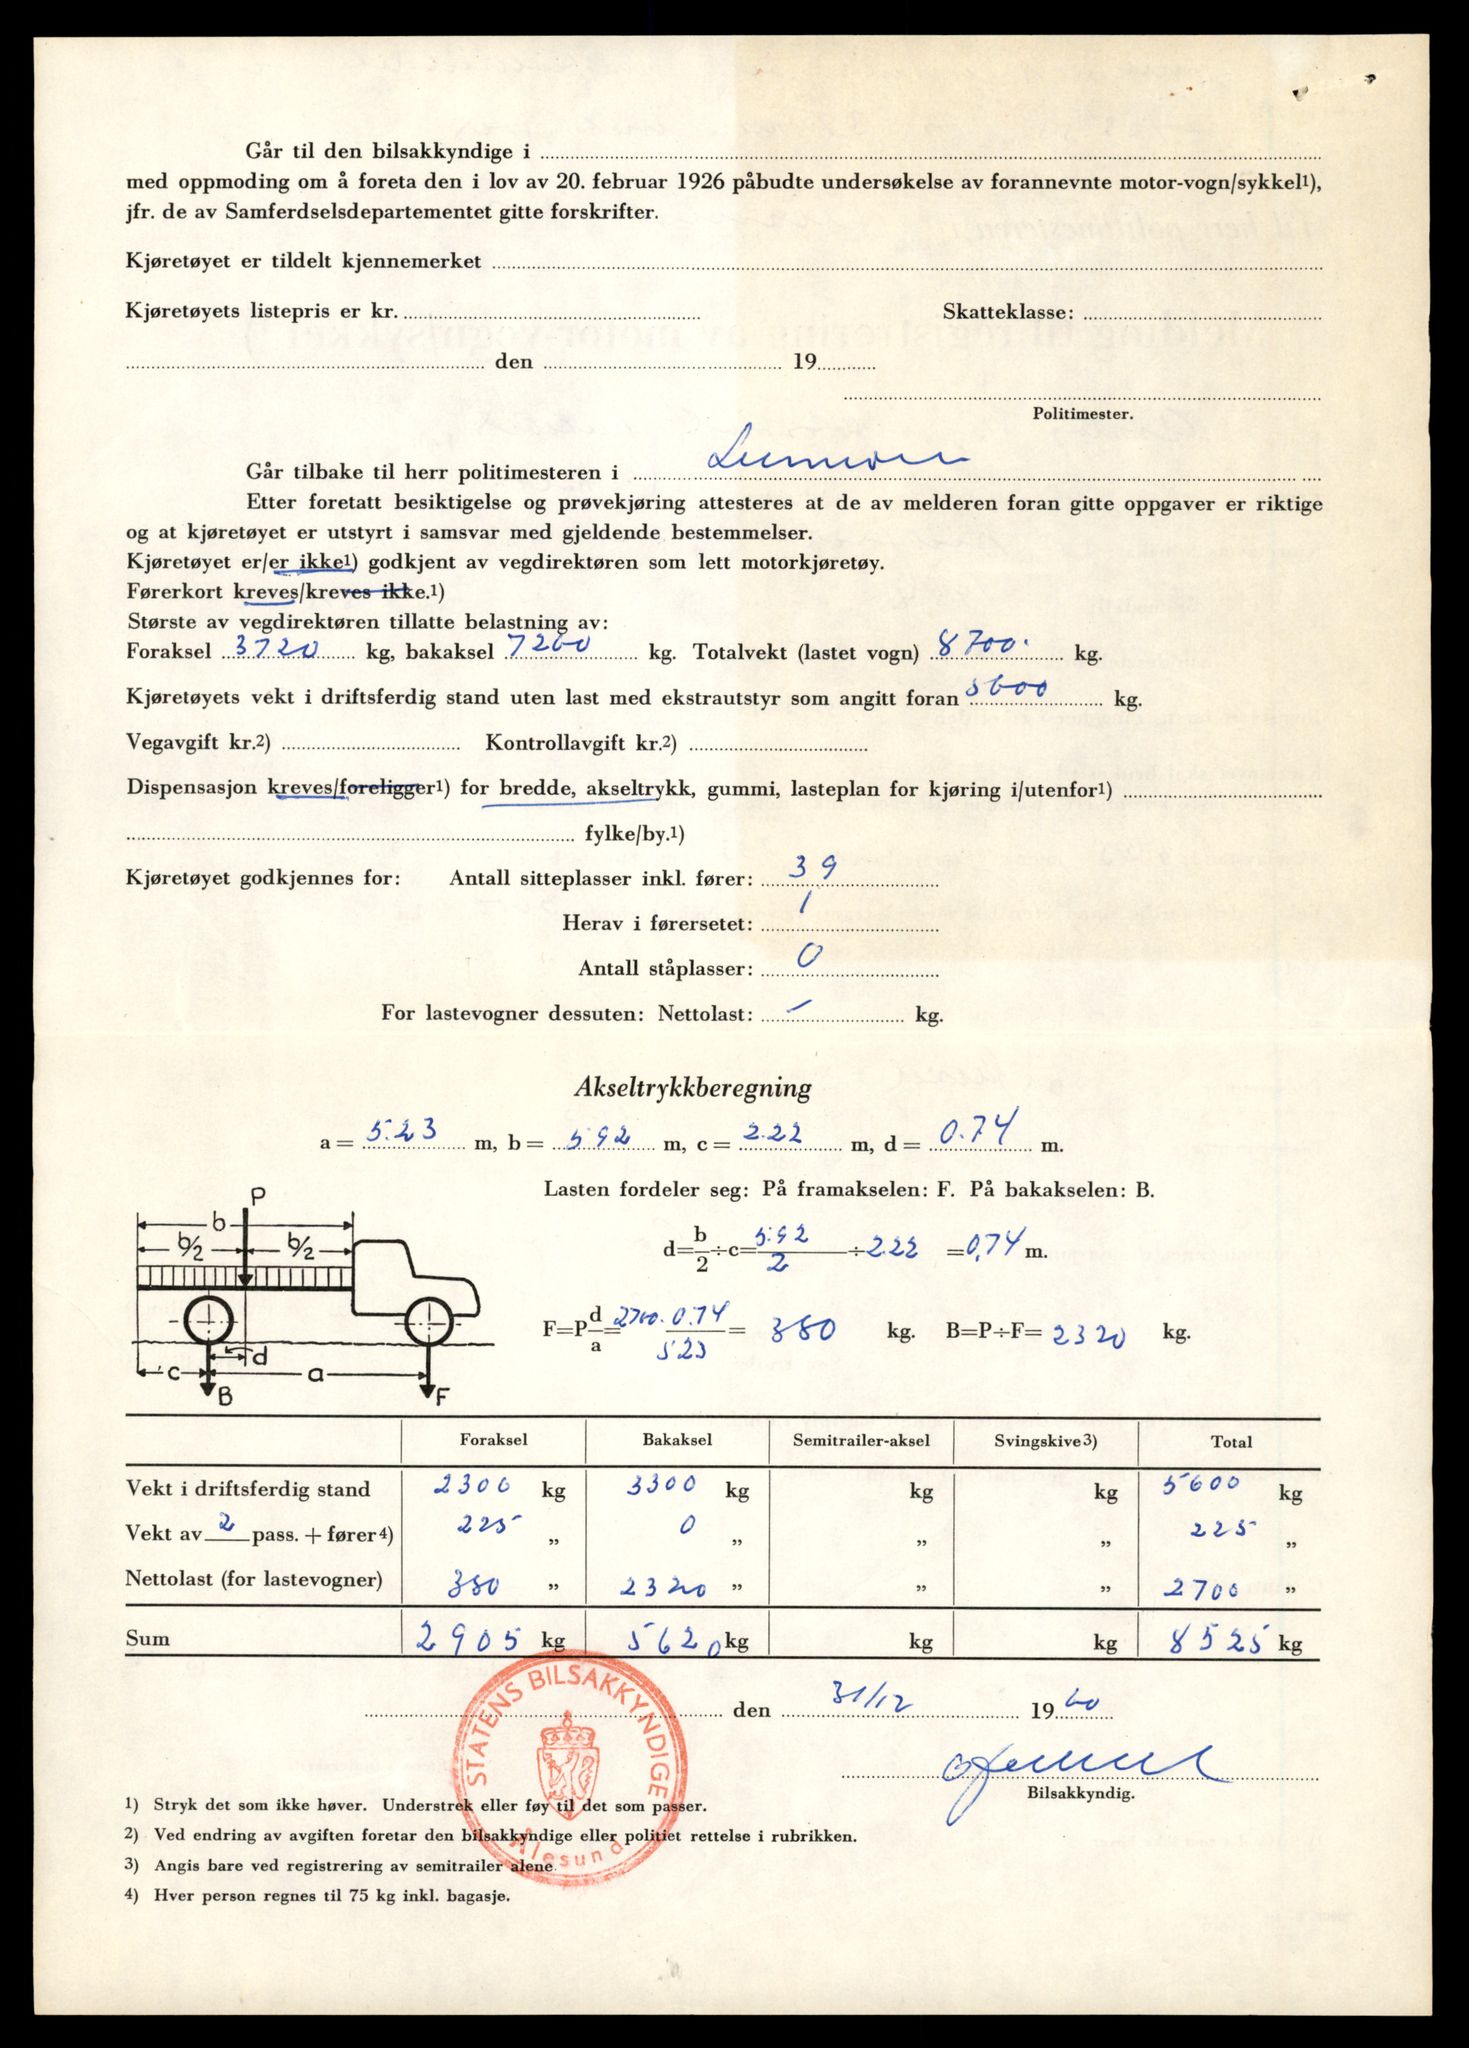 Går til den bilsakkyndige i
med oppmoding om å foreta den i lov av 20. februar 1926 påbudte undersøkelse av forannevnte motor-vogn/sykkel1),
jfr. de av Samferdselsdepartementet gitte forskrifter.
Kjøretøyet er tildelt kjennemerket
Kjøretøyets listepris er kr. Skatteklasse:
den 19
Politimester.
Går tilbake til herr politimesteren i
Etter foretatt besiktigelse og prøvekjøring attesteres at de av melderen foran gitte oppgaver er riktige
og at kjøretøyet er utstyrt i samsvar med gjeldende bestemmelser.
Kjøretøyet er/er ikke1) godkjent av vegdirektøren som lett motorkjøretøy.
Førerkort kreves/kreves ikke.1)
Største av vegdirektøren tillatte belastning av:
Foraksel 3720 kg, bakaksel 7260 kg. Totalvekt (lastet vogn) 8700. kg.
Kjøretøyets vekt i driftsferdig stand uten last med ekstrautstyr som angitt foran 5600 kg.
Vegavgift kr.2) Kontrollavgift kr.2)
Dispensasjon kreves/foreligger1) for bredde, akseltrykk, gummi, lasteplan for kjøring i/utenfor1)
fylke/by.1)
Kjøretøyet godkjennes for: Antall sitteplasser inkl. fører: 39
Herav i førersetet: 1
Antall ståplasser: 0
For lastevogner dessuten: Nettolast: – kg.
Akseltrykkberegning
a = 5.23 m, b = 5.92 m, c = 2.22 m, d = 0.74 m.
Lasten fordeler seg: På framakselen: F. På bakakselen: B.
d=b/2÷c=5.92/2÷2.22 =0,74 m.
F=P d/a=2700. 0.74/523= 380 kg. B=P÷F= 2320 kg.
P
b
b/2 b/2
c d a
B F
Foraksel Bakaksel Semitrailer-aksel Svingskive3) Total
Vekt i driftsferdig stand 2300 kg 3300 kg kg kg 5600 kg
Vekt av 2 pass. + fører4) 225 „ 0 „ „ „ 225 „
Nettolast (for lastevogner) 380 „ 2320 „ „ „ 2700 „
Sum 2905 kg 5620 kg kg kg 8525 kg
den 31/12 1960
Bilsakkyndig.
STATENS BILSAKKYNDIGE
Ålesund
1) Stryk det som ikke høver. Understrek eller føy til det som passer.
2) Ved endring av avgiften foretar den bilsakkyndige eller politiet rettelse i rubrikken.
3) Angis bare ved registrering av semitrailer alene.
4) Hver person regnes til 75 kg inkl. bagasje.